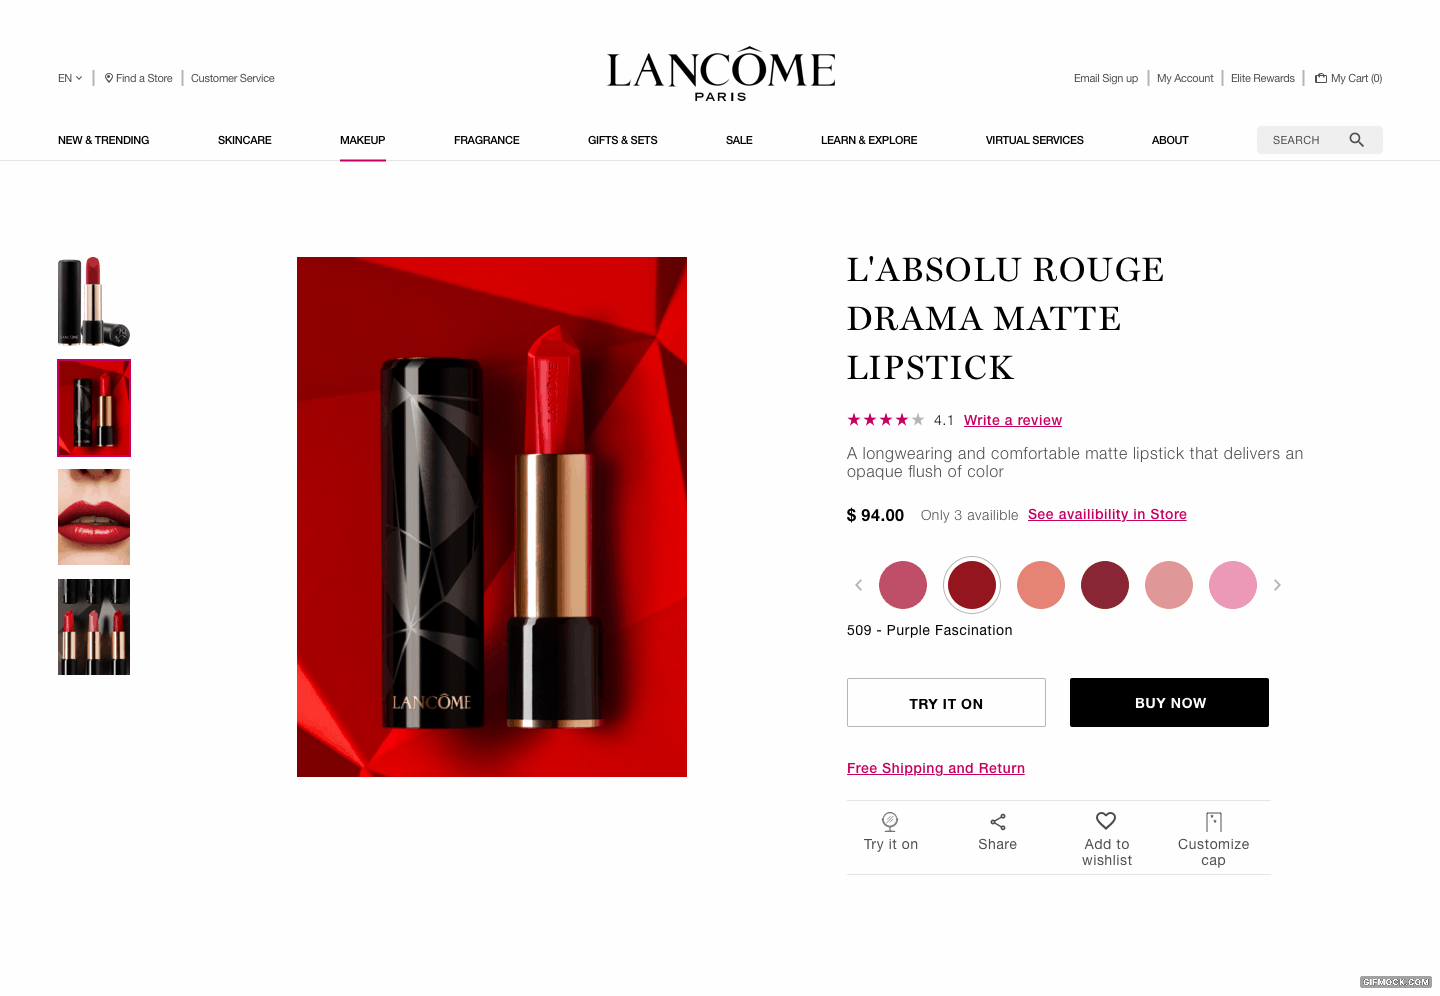 EN
Find a Store
Customer Service
LANCÔME
PARIS
Email Sign up
My Account
Elite Rewards
My Cart (0)
NEW & TRENDING
SKINCARE
MAKEUP
FRAGRANCE
GIFTS & SETS
SALE
LEARN & EXPLORE
VIRTUAL SERVICES
ABOUT
SEARCH
LANCÔME
L'ABSOLU ROUGE
DRAMA MATTE
LIPSTICK
4.1 Write a review
A longwearing and comfortable matte lipstick that delivers an
opaque flush of color
$ 94.00 Only 3 availible See availibility in Store
509 - Purple Fascination
TRY IT ON
BUY NOW
Free Shipping and Return
Try it on
Share
Add to
wishlist
Customize
cap
GIFMOCK.COM